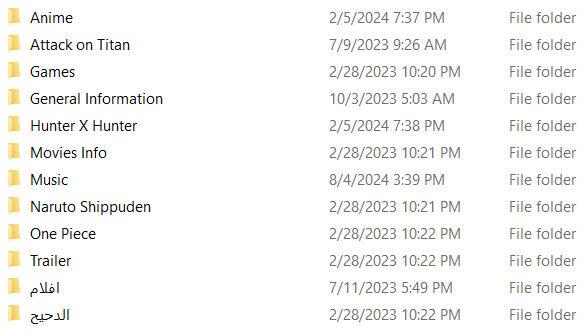 Anime 2/5/2024 7:37 PM File folder
Attack on Titan 7/9/2023 9:26 AM File folder
Games 2/28/2023 10:20 PM File folder
General Information 10/3/2023 5:03 AM File folder
Hunter X Hunter 2/5/2024 7:38 PM File folder
Movies Info 2/28/2023 10:21 PM File folder
Music 8/4/2024 3:39 PM File folder
Naruto Shippuden 2/28/2023 10:21 PM File folder
One Piece 2/28/2023 10:22 PM File folder
Trailer 2/28/2023 10:22 PM File folder
افلام 7/11/2023 5:49 PM File folder
الدحيح 2/28/2023 10:22 PM File folder